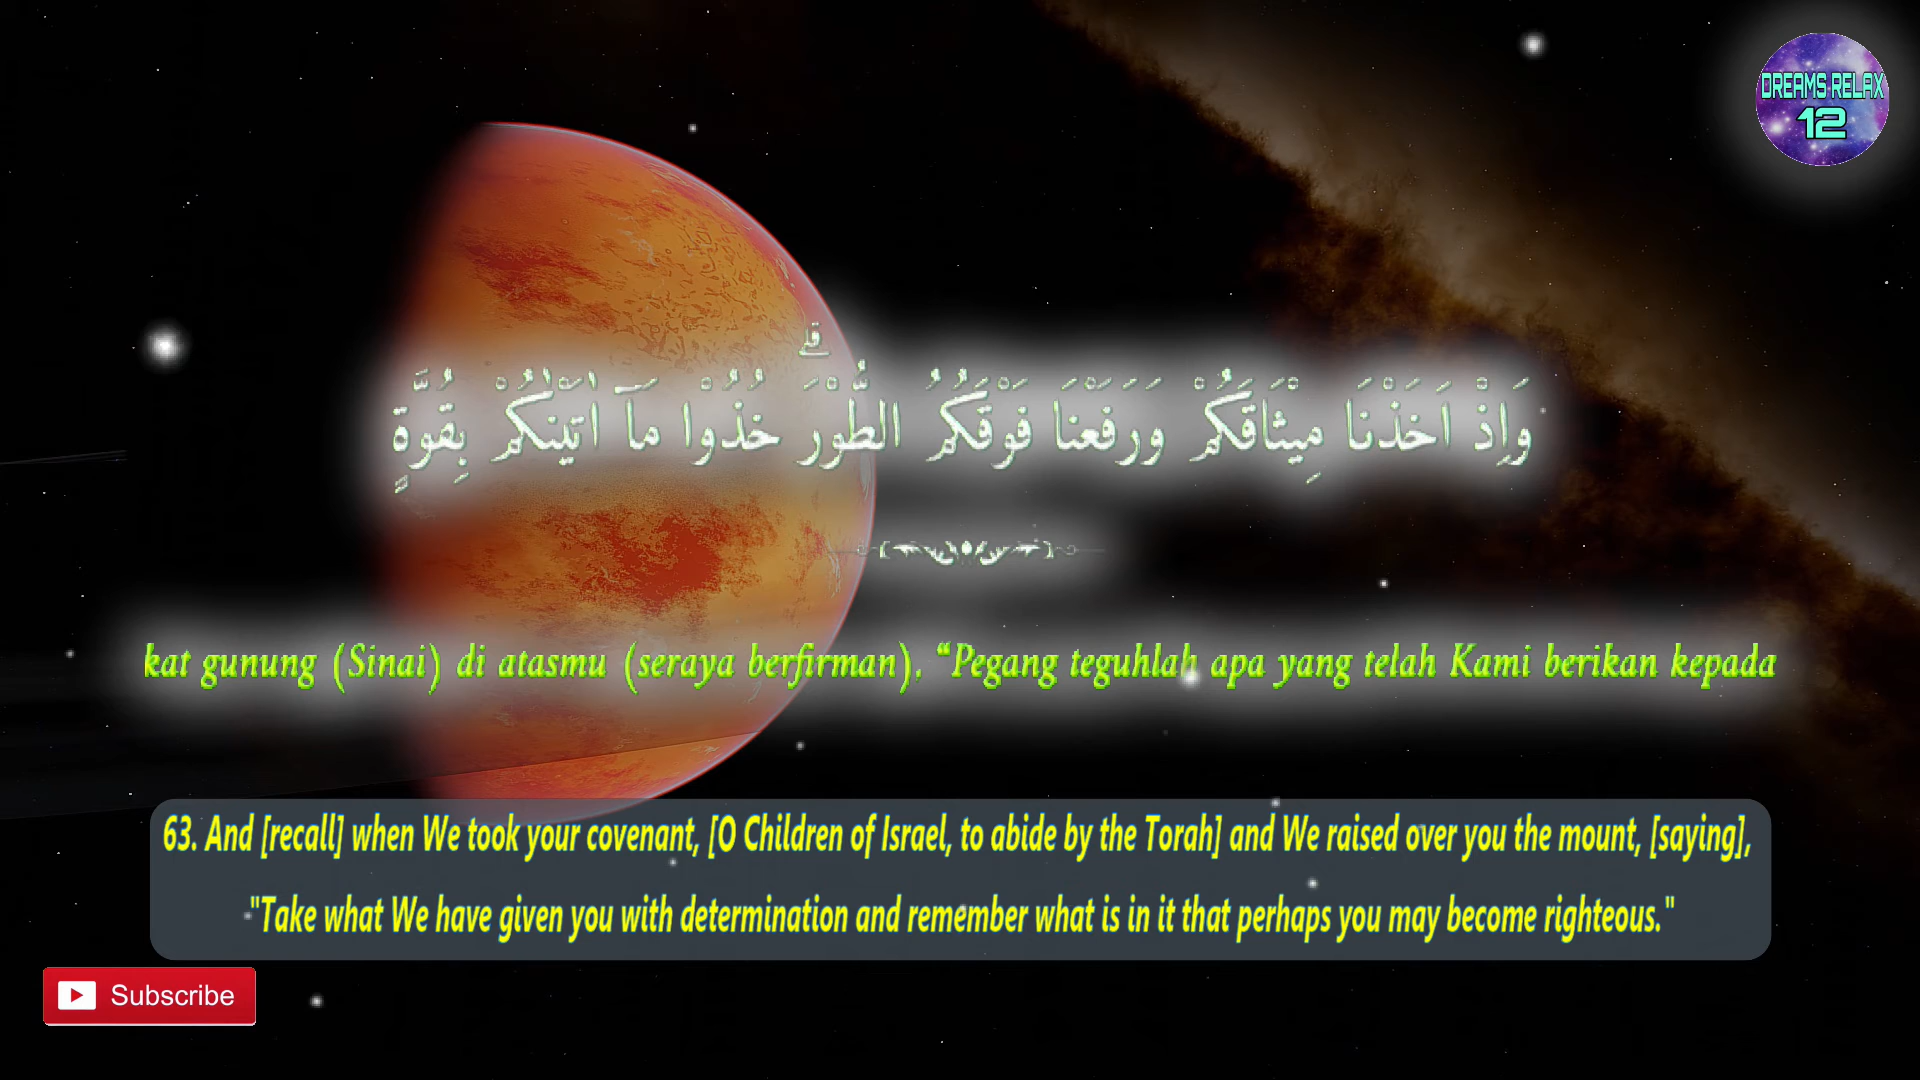 DREAMS RELAX
12
وَاِذْ اَخَذْنَا مِيْثَاقَكُمْ وَرَفَعْنَا فَوْقَكُمُ الطُّوْرَۗ خُذُوْا مَآ اٰتَيْنٰكُمْ بِقُوَّةٍ
kat gunung (Sinai) di atasmu (seraya berfirman), “Pegang teguhlah apa yang telah Kami berikan kepada
63. And [recall] when We took your covenant, [O Children of Israel, to abide by the Torah] and We raised over you the mount, [saying],
"Take what We have given you with determination and remember what is in it that perhaps you may become righteous."
Subscribe